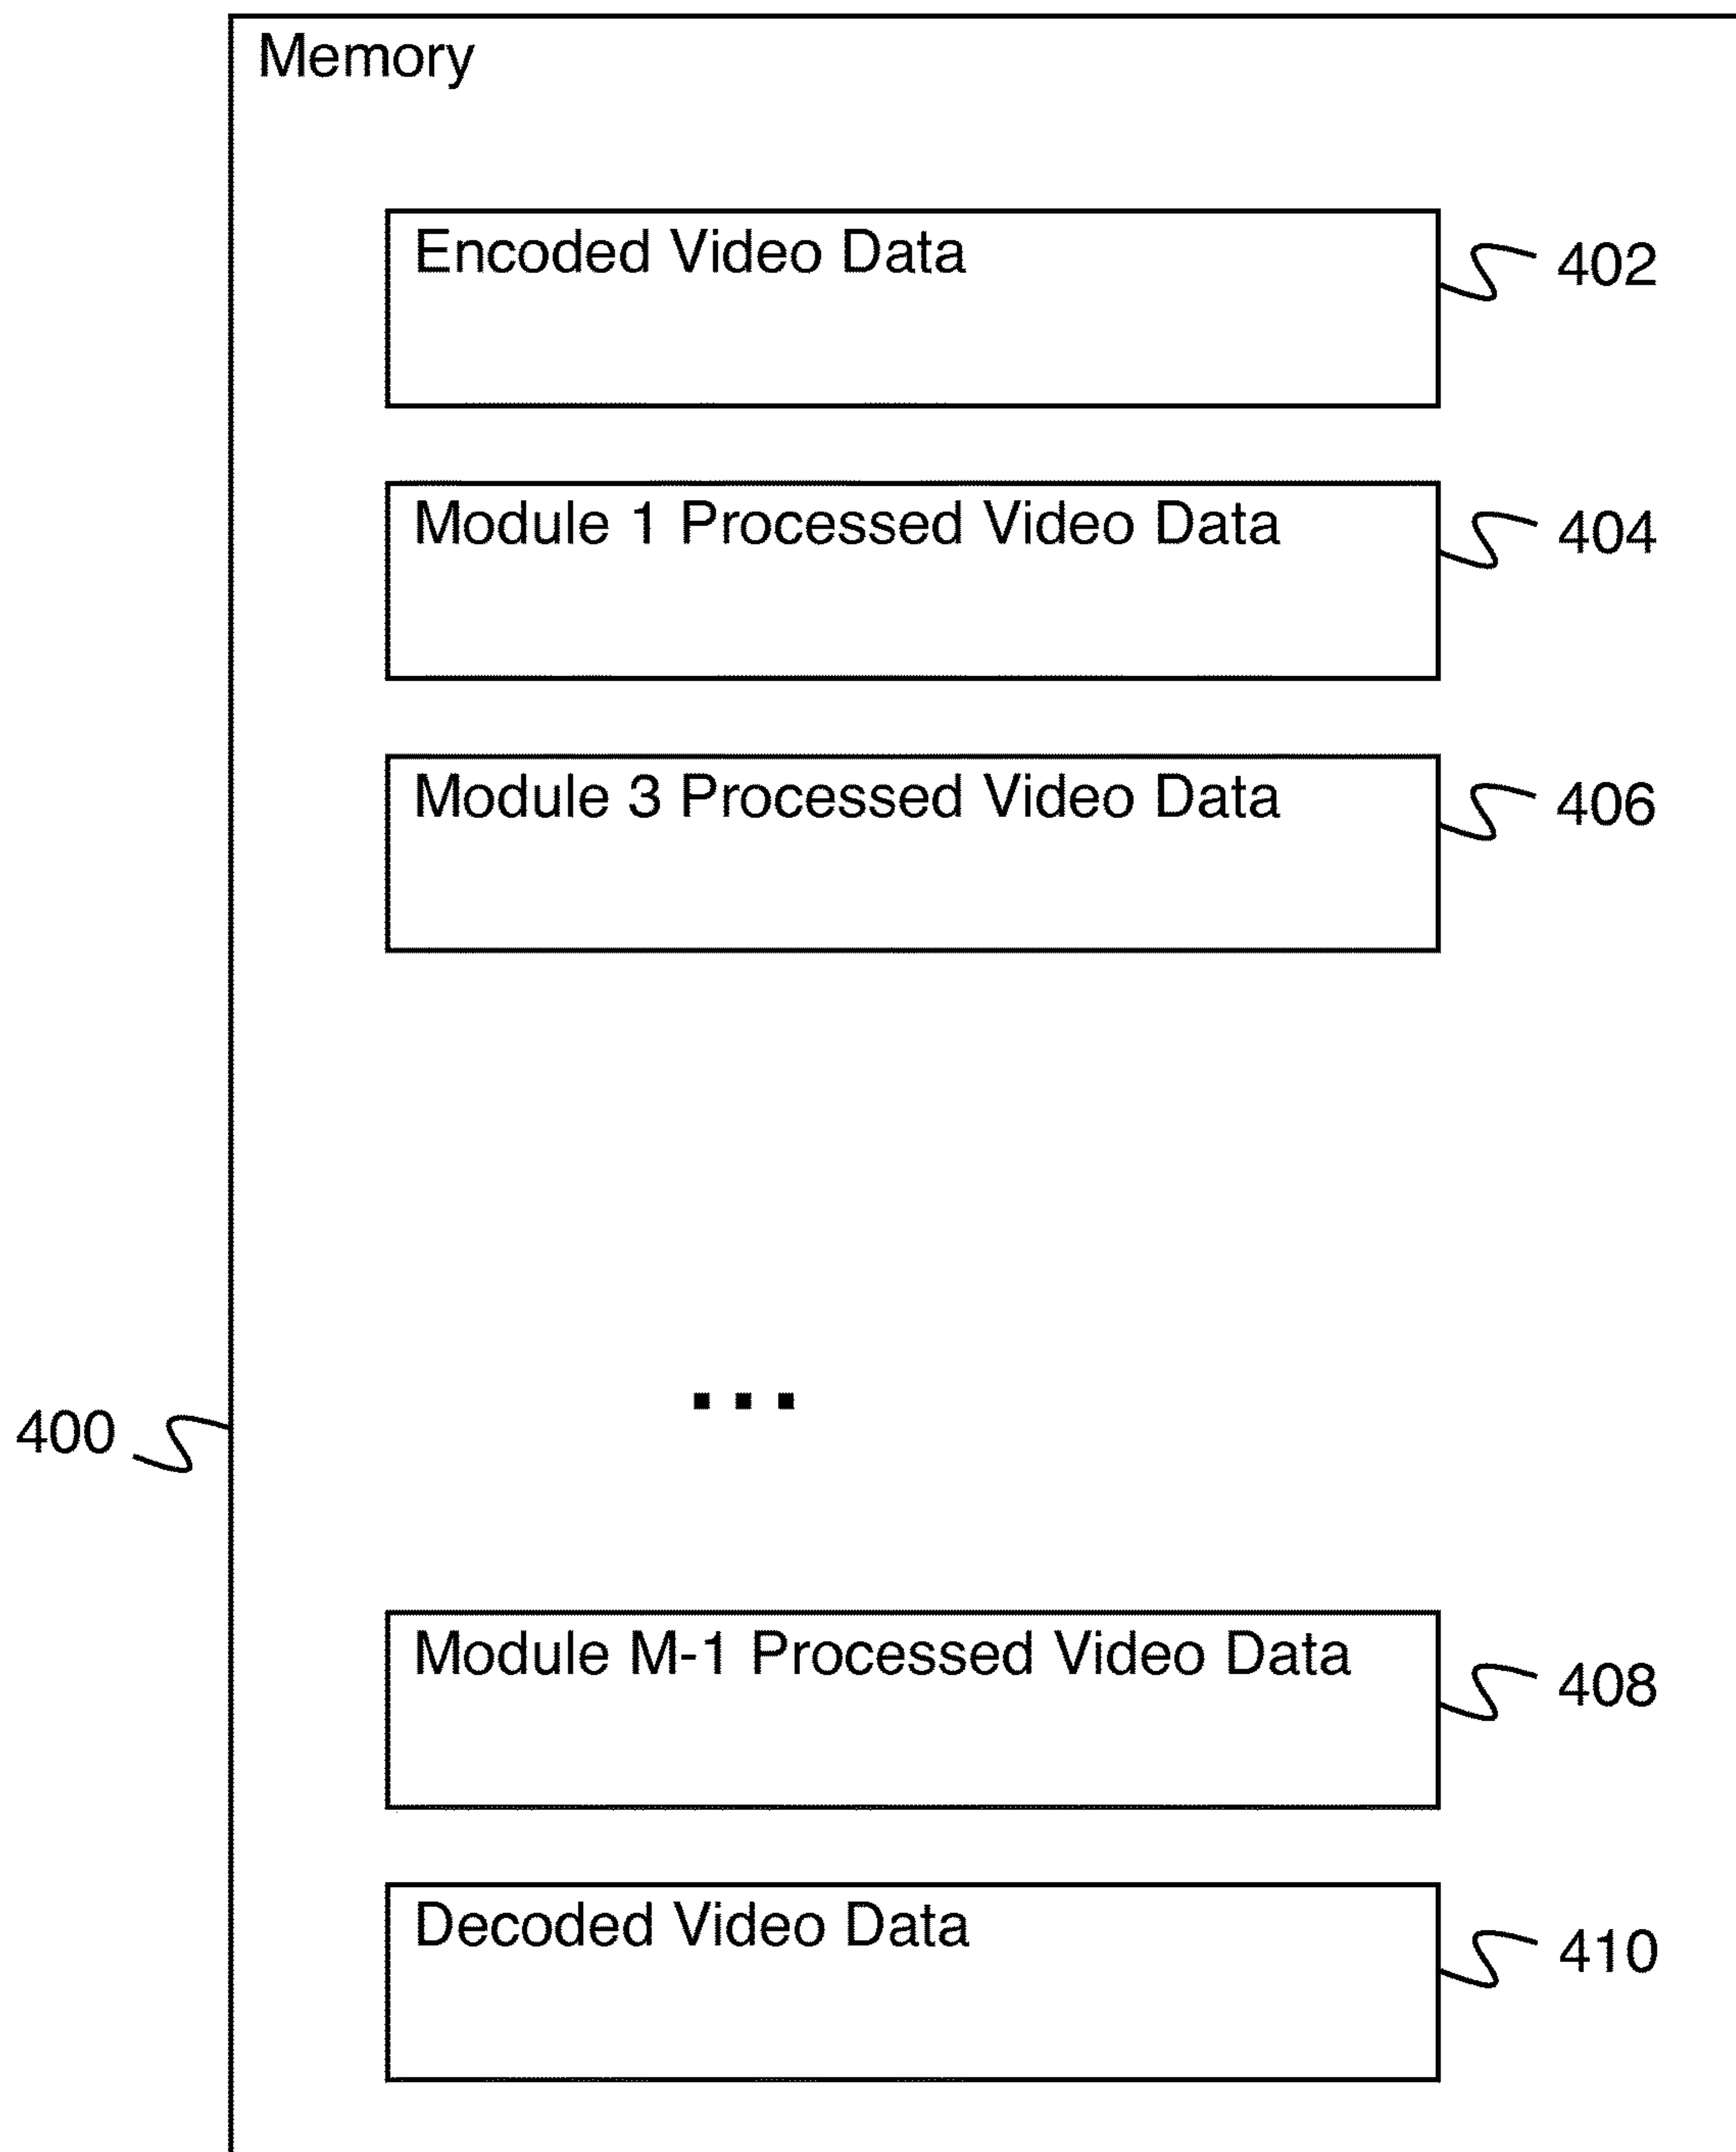 Memory
Encoded Video Data
402
Module 1 Processed Video Data
404
Module 3 Processed Video Data
406
...
400
Module M-1 Processed Video Data
408
Decoded Video Data
410